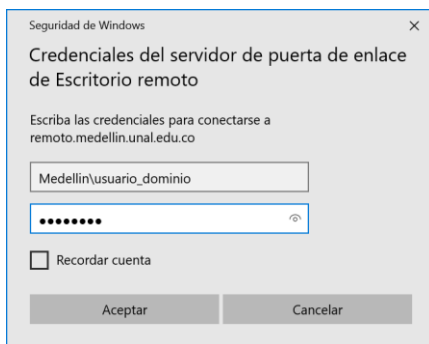 Seguridad de Windows
Credenciales del servidor de puerta de enlace
de Escritorio remoto
Escriba las credenciales para conectarse a
remoto.medellin.unal.edu.co
Medellin\usuario_dominio
••••••••
Recordar cuenta
Aceptar
Cancelar